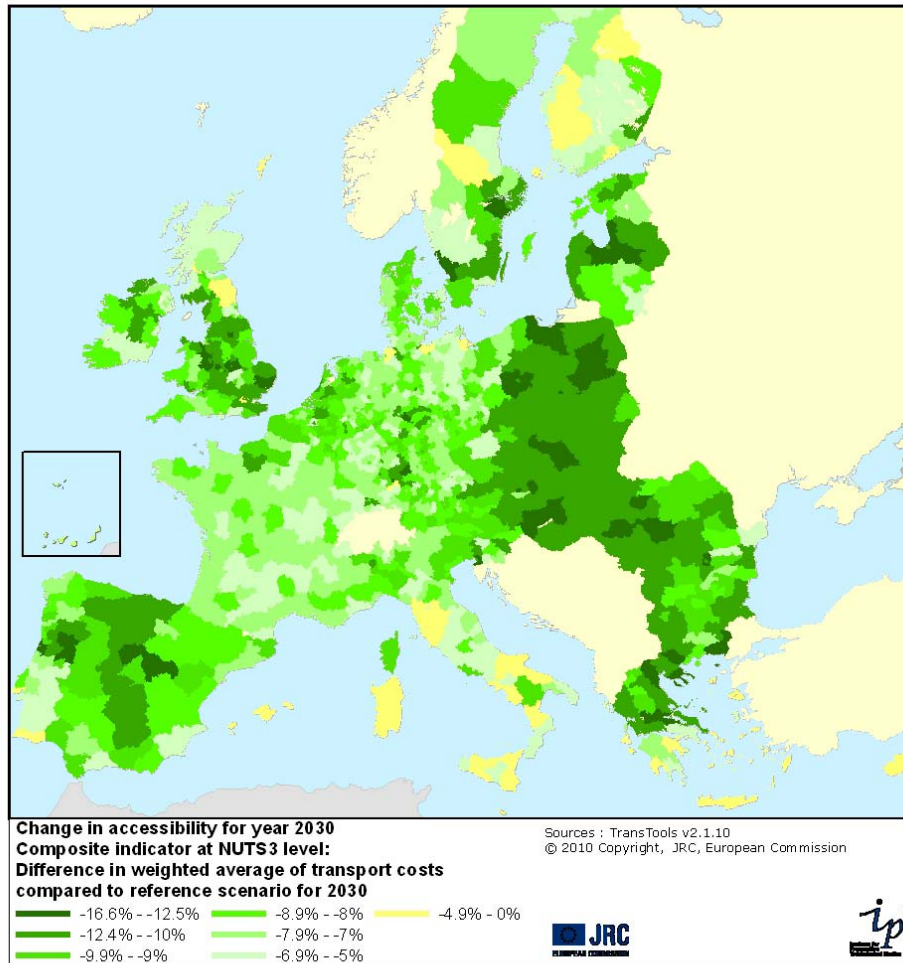 Change in accessibility for year 2030
Composite indicator at NUTS3 level:
Difference in weighted average of transport costs
compared to reference scenario for 2030
-16.6% - -12.5%
-12.4% - -10%
-9.9% - -9%
-8.9% - -8%
-7.9% - -7%
-6.9% - -5%
-4.9% - 0%
Sources : TransTools v2.1.10
© 2010 Copyright, JRC, European Commission
JRC
EUROPEAN COMMISSION